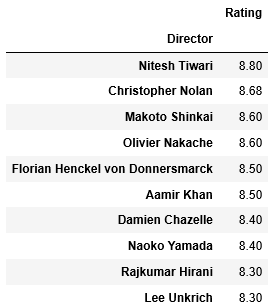 Rating
Director
Nitesh Tiwari 8.80
Christopher Nolan 8.68
Makoto Shinkai 8.60
Olivier Nakache 8.60
Florian Henckel von Donnersmarck 8.50
Aamir Khan 8.50
Damien Chazelle 8.40
Naoko Yamada 8.40
Rajkumar Hirani 8.30
Lee Unkrich 8.30